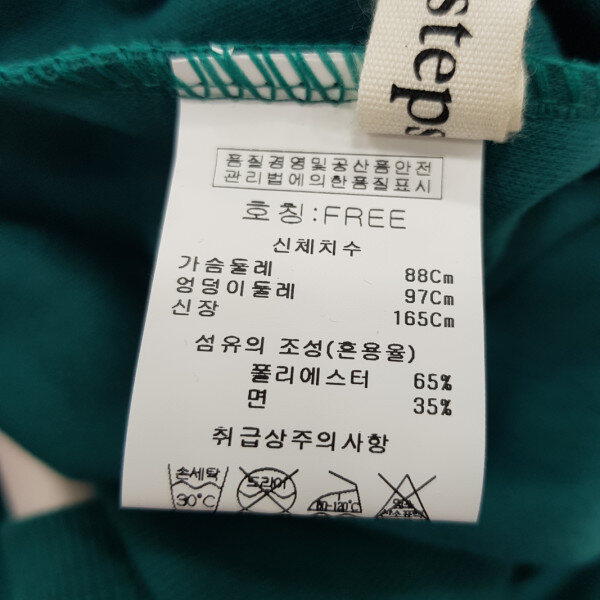 steps
품질경영및공산품안전
관리법에의한품질표시
호칭:FREE
신체치수
가슴둘레 88Cm
엉덩이둘레 97Cm
신장 165Cm
섬유의 조성(혼용율)
폴리에스터 65%
면 35%
취급상주의사항
손세탁 드라이
30°C 80-120°C